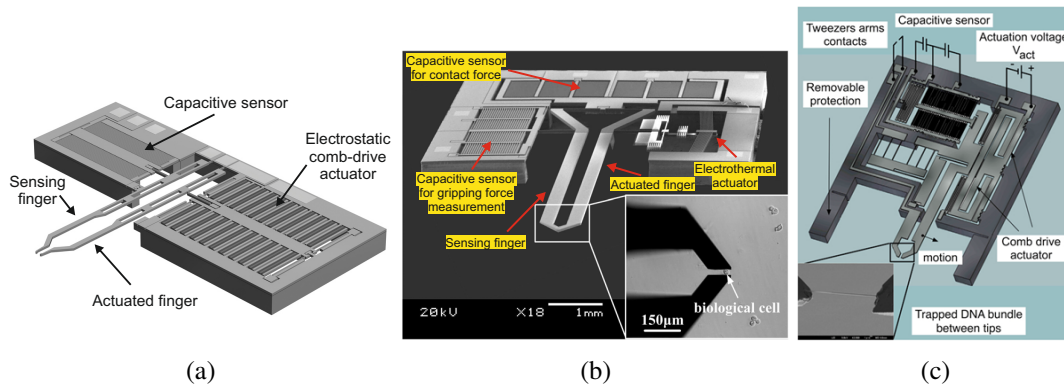 Capacitive sensor
Electrostatic
comb-drive
actuator
Sensing
finger
Actuated finger
(a)
Capacitive sensor
for contact force
Capacitive sensor
for gripping force
measurement
Electrothermal
actuator
Actuated finger
Sensing finger
biological cell
150µm
20kV
X18
1mm
(b)
Tweezers arms
contacts
Capacitive sensor
Actuation voltage
Vact
- +
Removable
protection
motion
Comb drive
actuator
Trapped DNA bundle
between tips
(c)